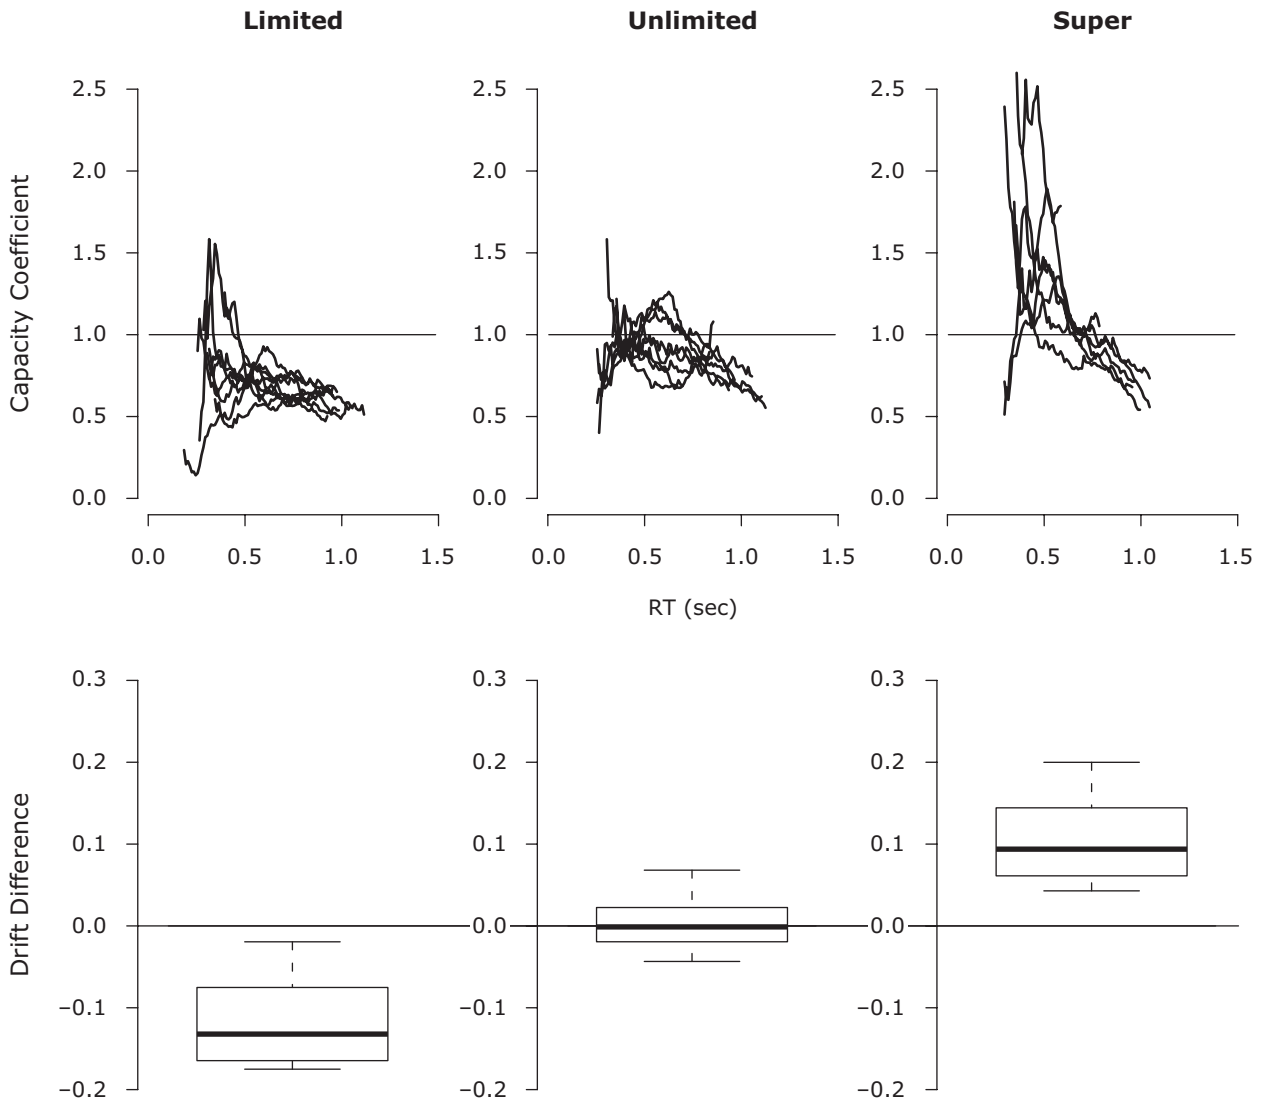 Limited Unlimited Super
Capacity Coefficient
2.5 2.5 2.5
2.0 2.0 2.0
1.5 1.5 1.5
1.0 1.0 1.0
0.5 0.5 0.5
0.0 0.0 0.0
0.0 0.5 1.0 1.5 0.0 0.5 1.0 1.5 0.0 0.5 1.0 1.5
RT (sec)
Drift Difference
0.3 0.3 0.3
0.2 0.2 0.2
0.1 0.1 0.1
0.0 0.0 0.0
−0.1 −0.1 −0.1
−0.2 −0.2 −0.2